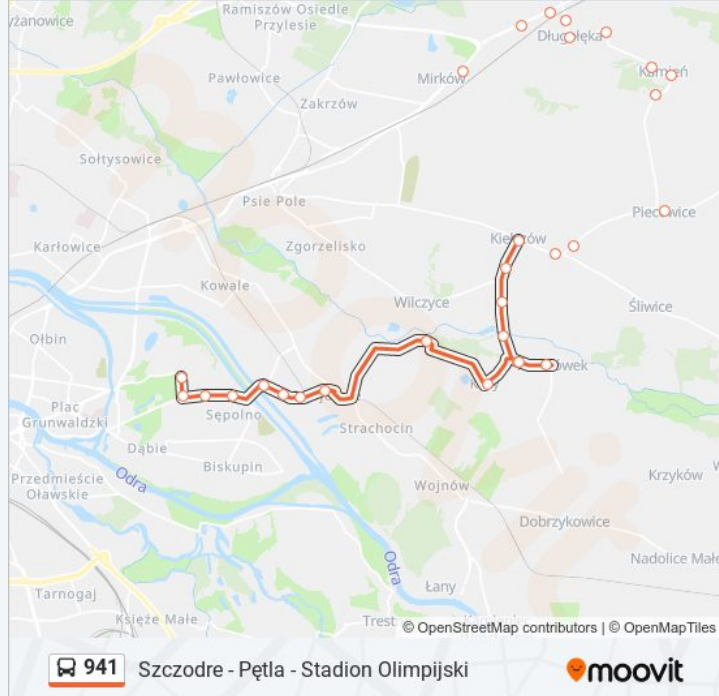 Ramiszów Osiedle
Przylesie
Długołęka
Mirków
Kamień
Pawłowice
Zakrzów
Sołtysowice
Psie Pole
Karłowice
Zgorzelisko
Kowale
Wilczyce
Śliwice
Ołbin
Plac
Grunwaldzki
Sępolno
Strachocin
Dąbie
Biskupin
Przedmieście
Oławskie
Odra
Wojnów
Krzyków
Dobrzykowice
Odra
Nadolice Małe
Tarnogaj
Łany
Księże Małe
Trest
© OpenStreetMap contributors | © OpenMapTiles
941 Szczodre - Pętla - Stadion Olimpijski
moovit